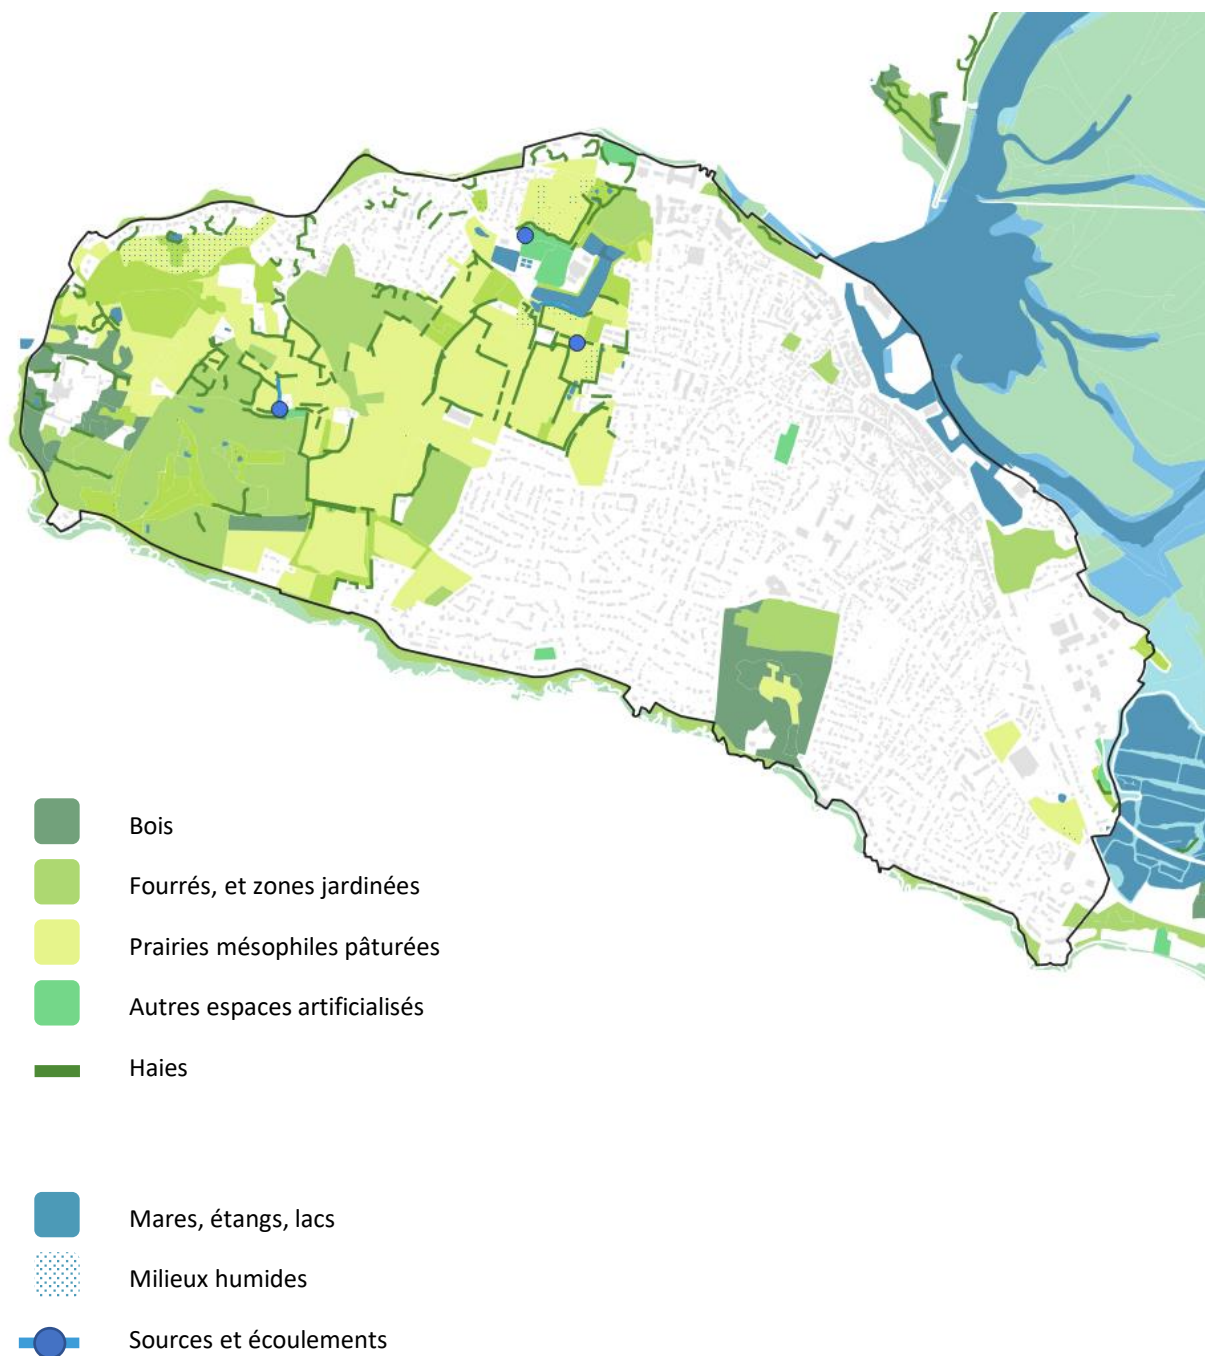 Bois
Fourrés, et zones jardinées
Prairies mésophiles pâturées
Autres espaces artificialisés
Haies
Mares, étangs, lacs
Milieux humides
Sources et écoulements